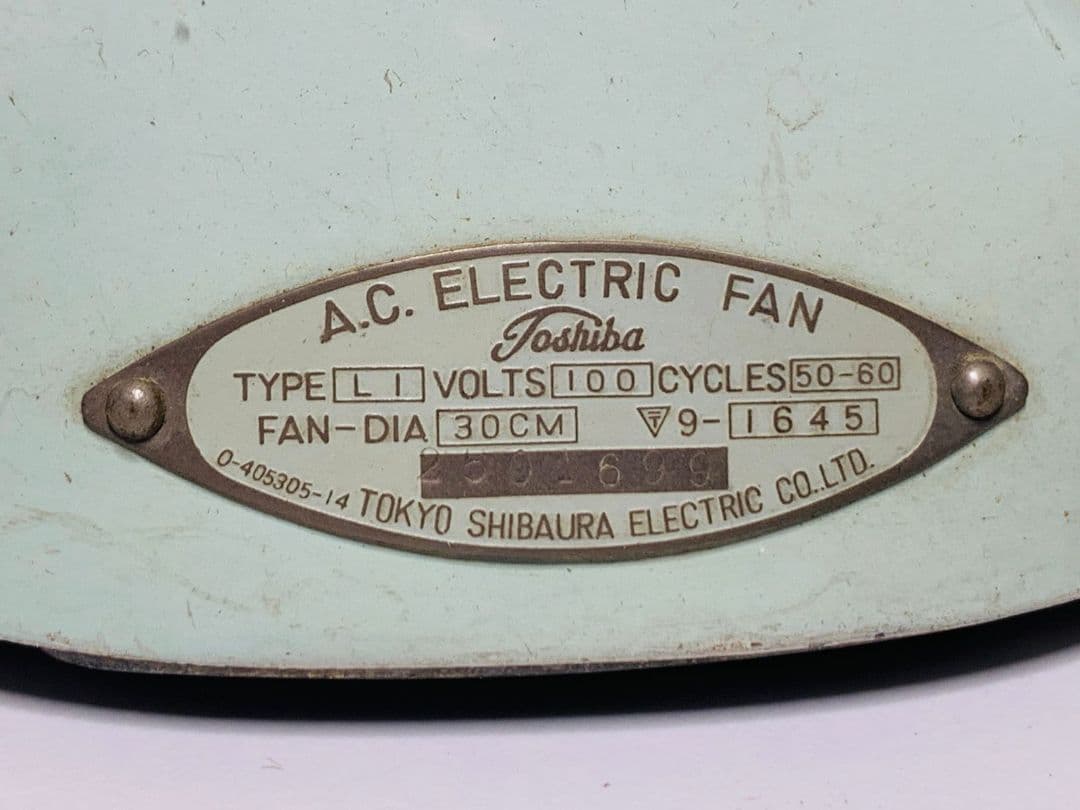 A.C. ELECTRIC FAN
Toshiba
TYPE L I VOLTS 100 CYCLES 50-60
FAN-DIA 30CM 〒 9-1645
0-405305-14 TOKYO SHIBAURA ELECTRIC CO.,LTD.